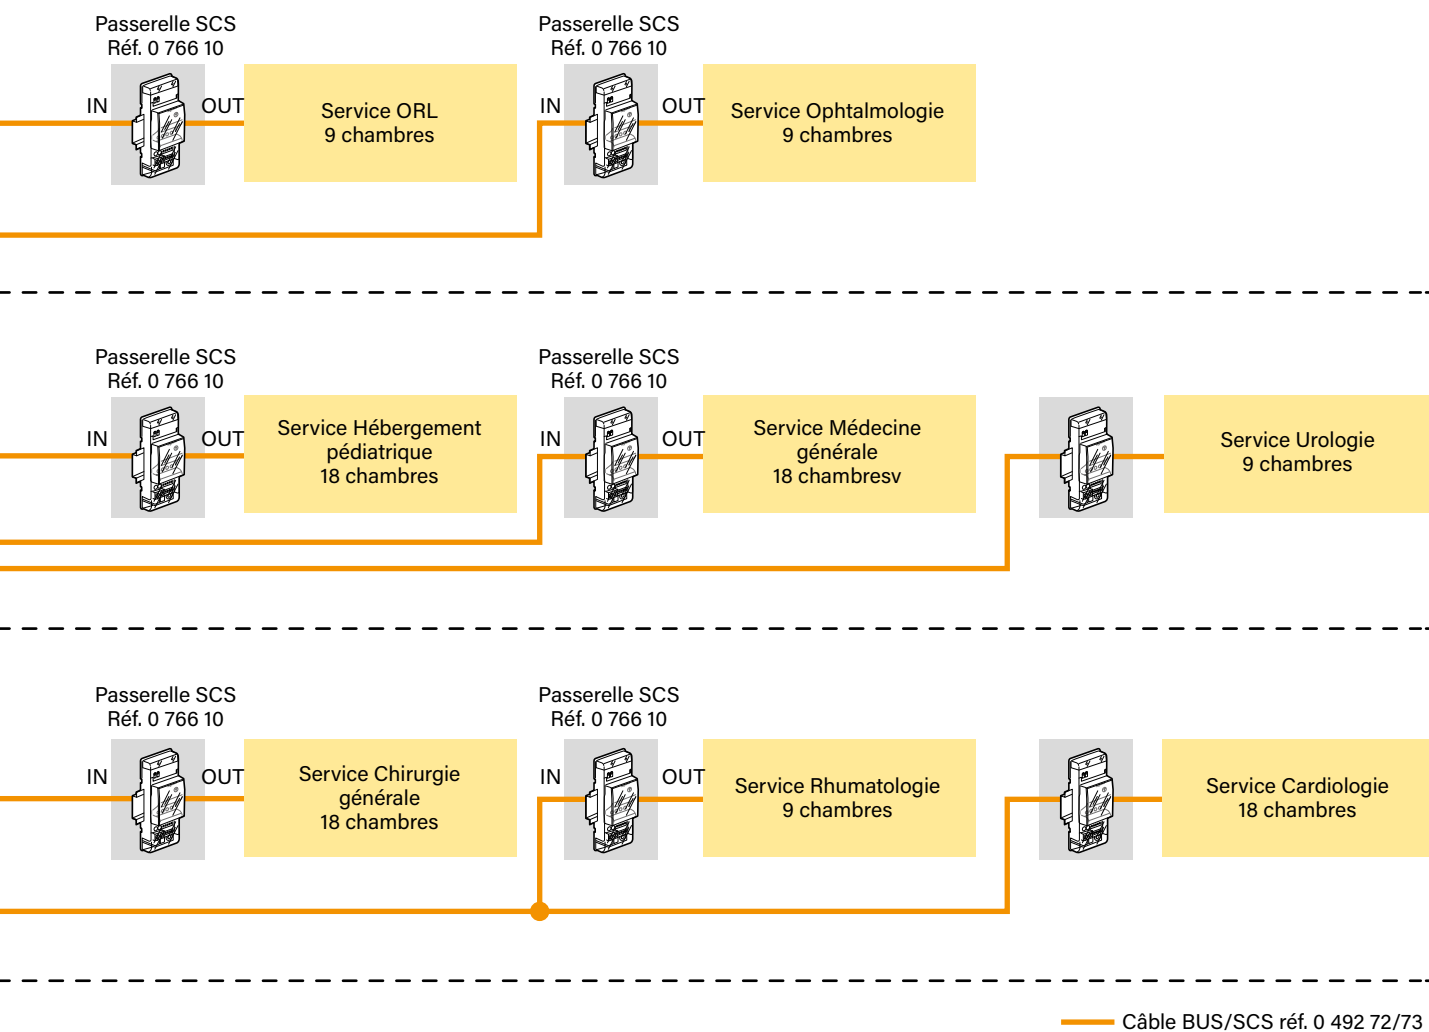 Passerelle SCS
Réf. 0 766 10
IN
OUT
Service ORL
9 chambres
Passerelle SCS
Réf. 0 766 10
IN
OUT
Service Ophtalmologie
9 chambres
Passerelle SCS
Réf. 0 766 10
IN
OUT
Service Hébergement
pédiatrique
18 chambres
Passerelle SCS
Réf. 0 766 10
IN
OUT
Service Médecine
générale
18 chambresv
Service Urologie
9 chambres
Passerelle SCS
Réf. 0 766 10
IN
OUT
Service Chirurgie
générale
18 chambres
Passerelle SCS
Réf. 0 766 10
IN
OUT
Service Rhumatologie
9 chambres
Service Cardiologie
18 chambres
Câble BUS/SCS réf. 0 492 72/73